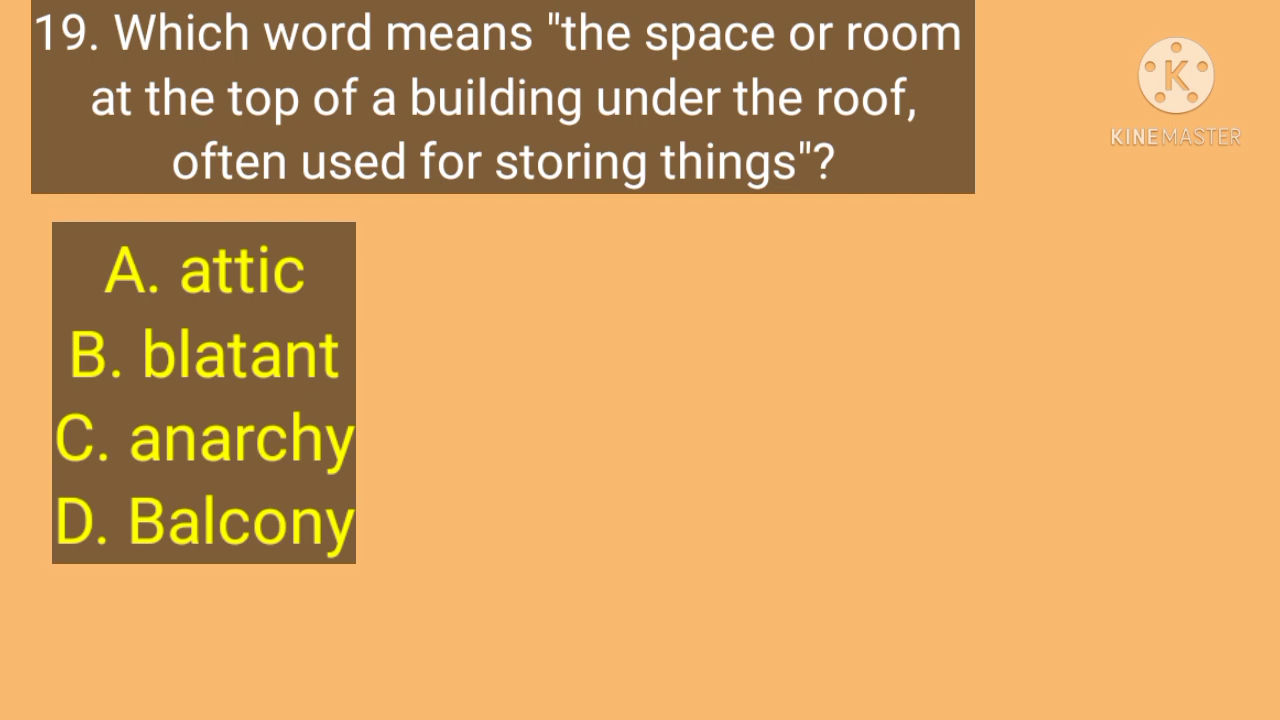 19. Which word means "the space or room
at the top of a building under the roof,
often used for storing things"?
A. attic
B. blatant
C. anarchy
D. Balcony
K
KINEMASTER